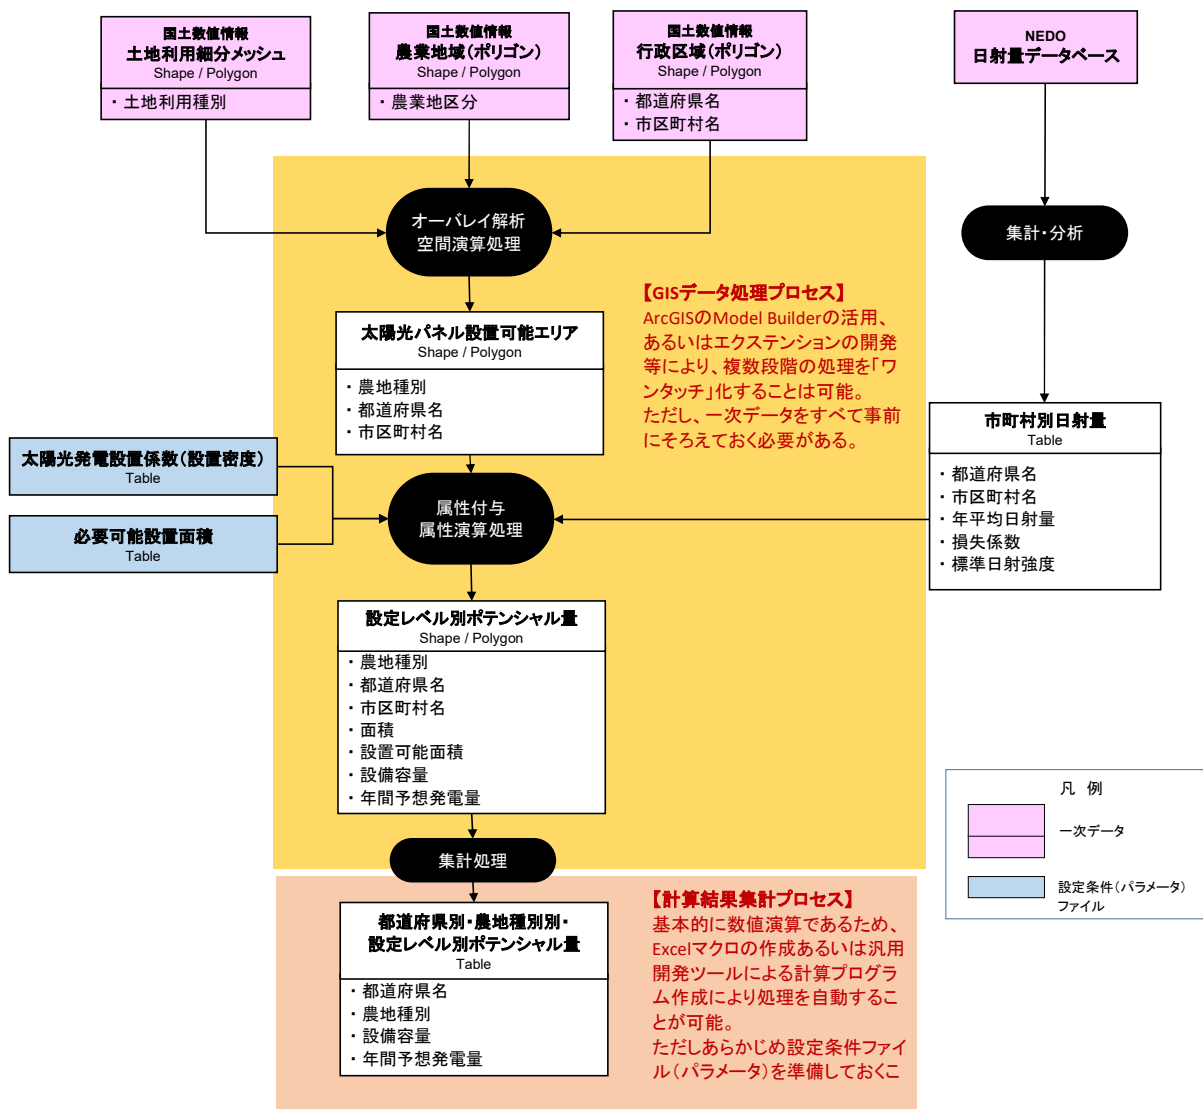 国土数値情報
土地利用細分メッシュ
Shape / Polygon
・ 土地利用種別
国土数値情報
農業地域（ポリゴン）
Shape / Polygon
・ 農業地区分
国土数値情報
行政区域（ポリゴン）
Shape / Polygon
・ 都道府県名
・ 市区町村名
NEDO
日射量データベース
オーバレイ解析
空間演算処理
集計・分析
【GISデータ処理プロセス】
ArcGISのModel Builderの活用、
あるいはエクステンションの開発
等により、複数段階の処理を「ワ
ンタッチ」化することは可能。
ただし、一次データをすべて事前
にそろえておく必要がある。
太陽光パネル設置可能エリア
Shape / Polygon
・ 農地種別
・ 都道府県名
・ 市区町村名
市町村別日射量
Table
・ 都道府県名
・ 市区町村名
・ 年平均日射量
・ 損失係数
・ 標準日射強度
太陽光発電設置係数（設置密度）
Table
必要可能設置面積
Table
属性付与
属性演算処理
設定レベル別ポテンシャル量
Shape / Polygon
・ 農地種別
・ 都道府県名
・ 市区町村名
・ 面積
・ 設置可能面積
・ 設備容量
・ 年間予想発電量
集計処理
凡 例
一次データ
設定条件（パラメータ）
ファイル
都道府県別・農地種別別・
設定レベル別ポテンシャル量
Table
・ 都道府県名
・ 農地種別
・ 設備容量
・ 年間予想発電量
【計算結果集計プロセス】
基本的に数値演算であるため、
Excelマクロの作成あるいは汎用
開発ツールによる計算プログラ
ム作成により処理を自動するこ
とが可能。
ただしあらかじめ設定条件ファイ
ル（パラメータ）を準備しておくこ